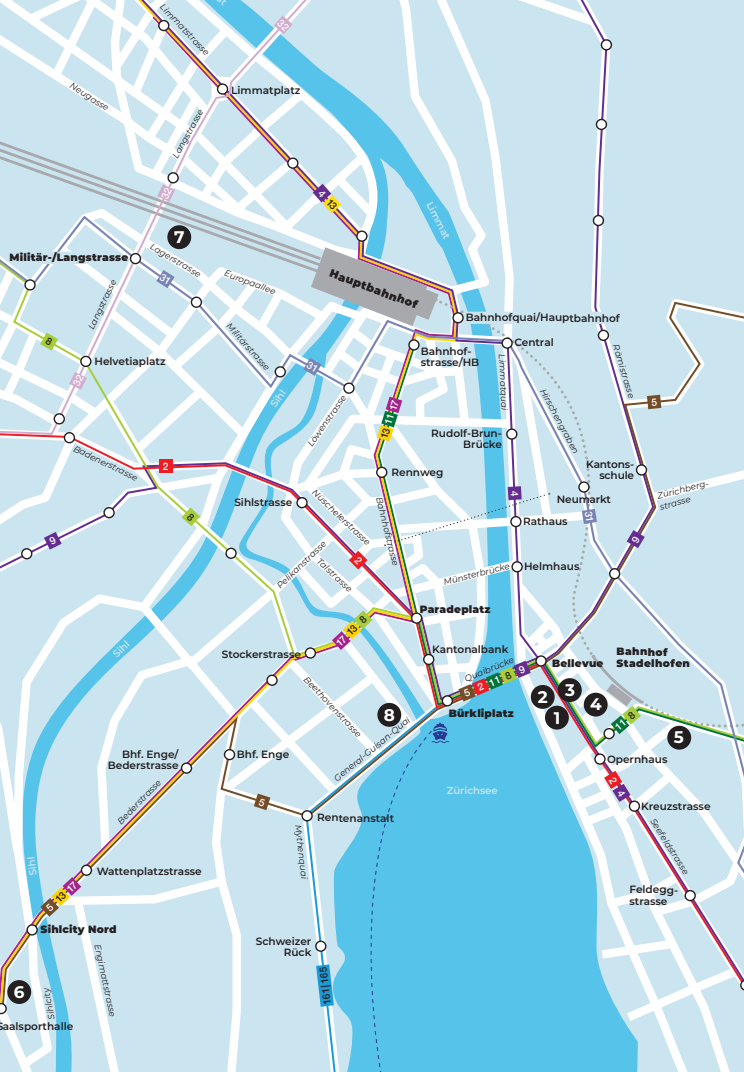 32
Limmatstrasse
Limmatplatz
Neugasse
Langstrasse
32
4
13
Limmat
7
Militär-/Langstrasse
Lagerstrasse
31
Europaallee
Hauptbahnhof
Langstrasse
8
Militärstrasse
Bahnhofquai/Hauptbahnhof
Central
Bahnhof-
strasse/HB
Helvetiaplatz
32
31
Sihl
Löwenstrasse
17
11
13
Limmatquai
Hirschengraben
Rämistrasse
5
Rudolf-Brun-
Brücke
Badenerstrasse
2
Rennweg
Kantons-
schule
Neumarkt
Zürichberg-
strasse
Sihlstrasse
Nüschelerstrasse
Bahnhofstrasse
4
Rathaus
31
8
9
9
Pelikanstrasse
Talstrasse
2
Münsterbrücke
Helmhaus
Paradeplatz
Sihl
17
13
8
Stockerstrasse
Kantonalbank
Quaibrücke
Bellevue
Bahnhof
Stadelhofen
5
2
11
8
9
Beethovenstrasse
8
Bürkliplatz
2
3
1
4
11
8
5
General-Guisan-Quai
Bhf. Enge/
Bederstrasse
Bhf. Enge
Opernhaus
Zürichsee
2
4
Bederstrasse
5
Rentenanstalt
Kreuzstrasse
Mythenquai
Seefeldstrasse
Sihl
Wattenplatzstrasse
Feldegg-
strasse
5
13
17
Sihlcity Nord
Engimattstrasse
Schweizer
Rück
161|165
6
Sihlcity
Saalsporthalle